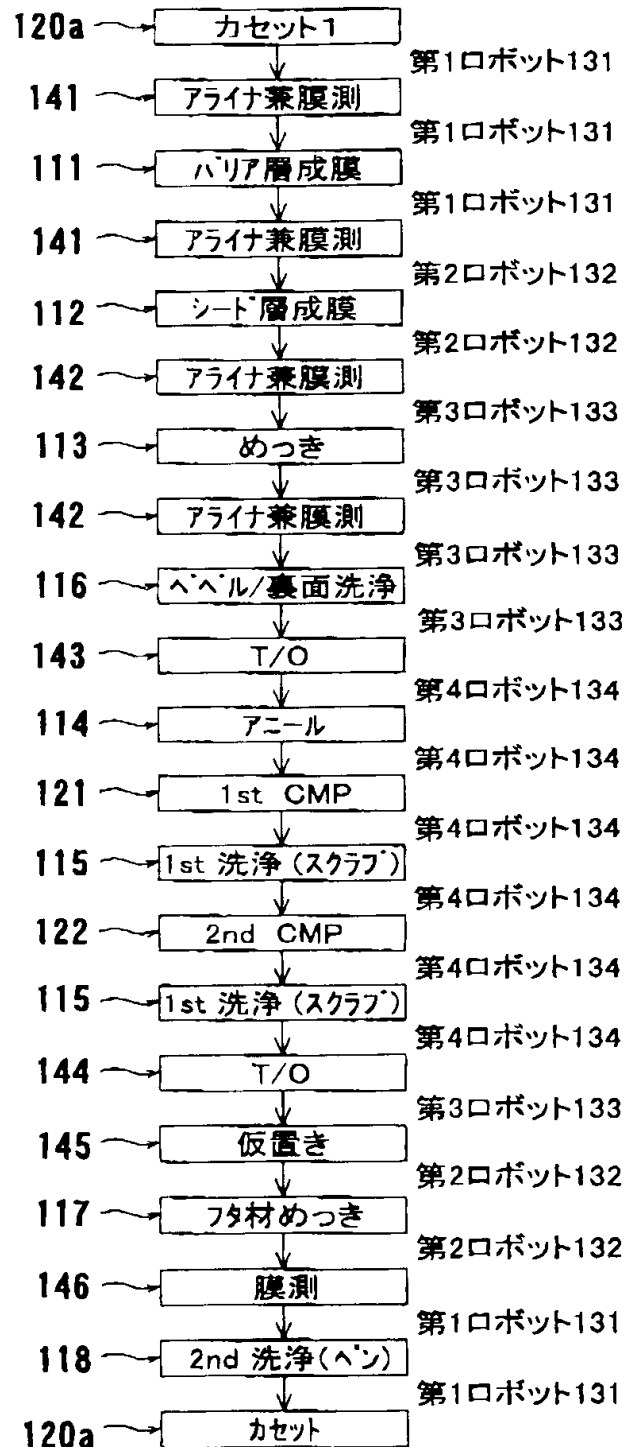 120a カセット1
第1ロボット131
141 アライナ兼膜測
第1ロボット131
111 バリア層成膜
第1ロボット131
141 アライナ兼膜測
第2ロボット132
112 シード層成膜
第2ロボット132
142 アライナ兼膜測
第3ロボット133
113 めっき
第3ロボット133
142 アライナ兼膜測
第3ロボット133
116 ベベル/裏面洗浄
第3ロボット133
143 T/O
第4ロボット134
114 アニール
第4ロボット134
121 1st CMP
第4ロボット134
115 1st 洗浄(スクラブ)
第4ロボット134
122 2nd CMP
第4ロボット134
115 1st 洗浄(スクラブ)
第4ロボット134
144 T/O
第3ロボット133
145 仮置き
第2ロボット132
117 フタ材めっき
第2ロボット132
146 膜測
第1ロボット131
118 2nd 洗浄(ペン)
第1ロボット131
120a カセット